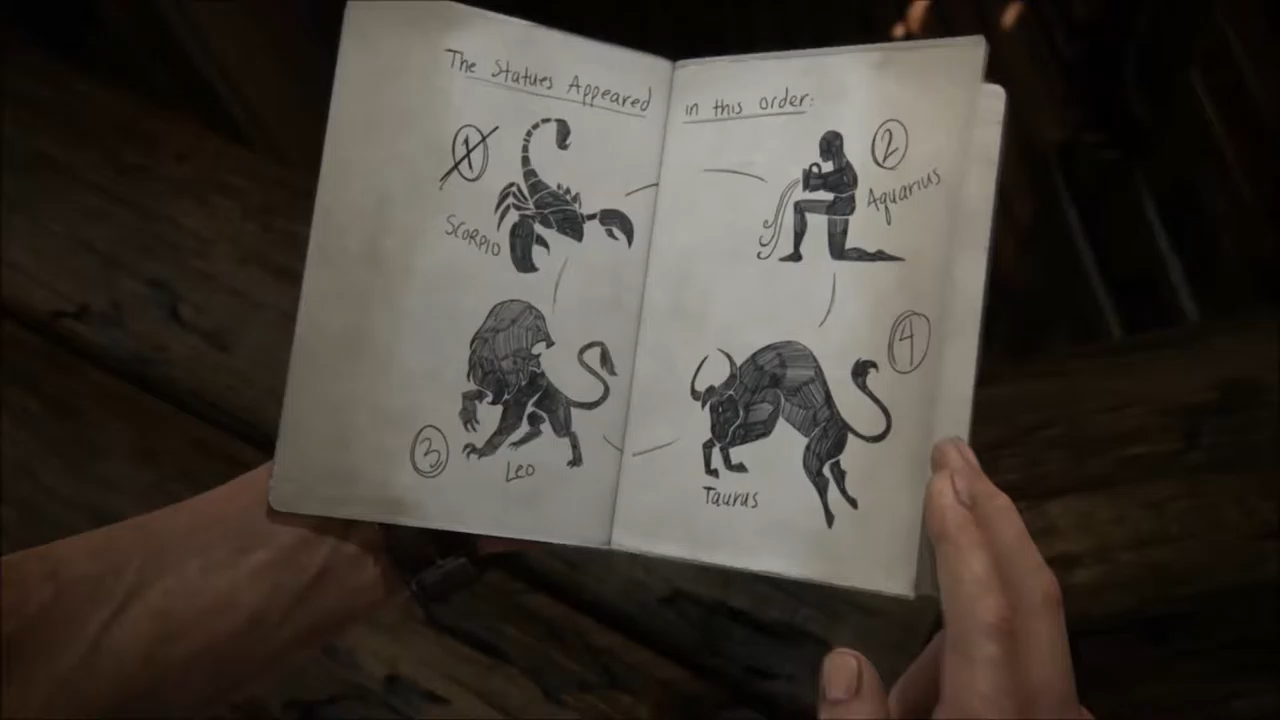 The Statues Appeared in this order:
1
SCORPIO
2
Aquarius
3
Leo
4
Taurus